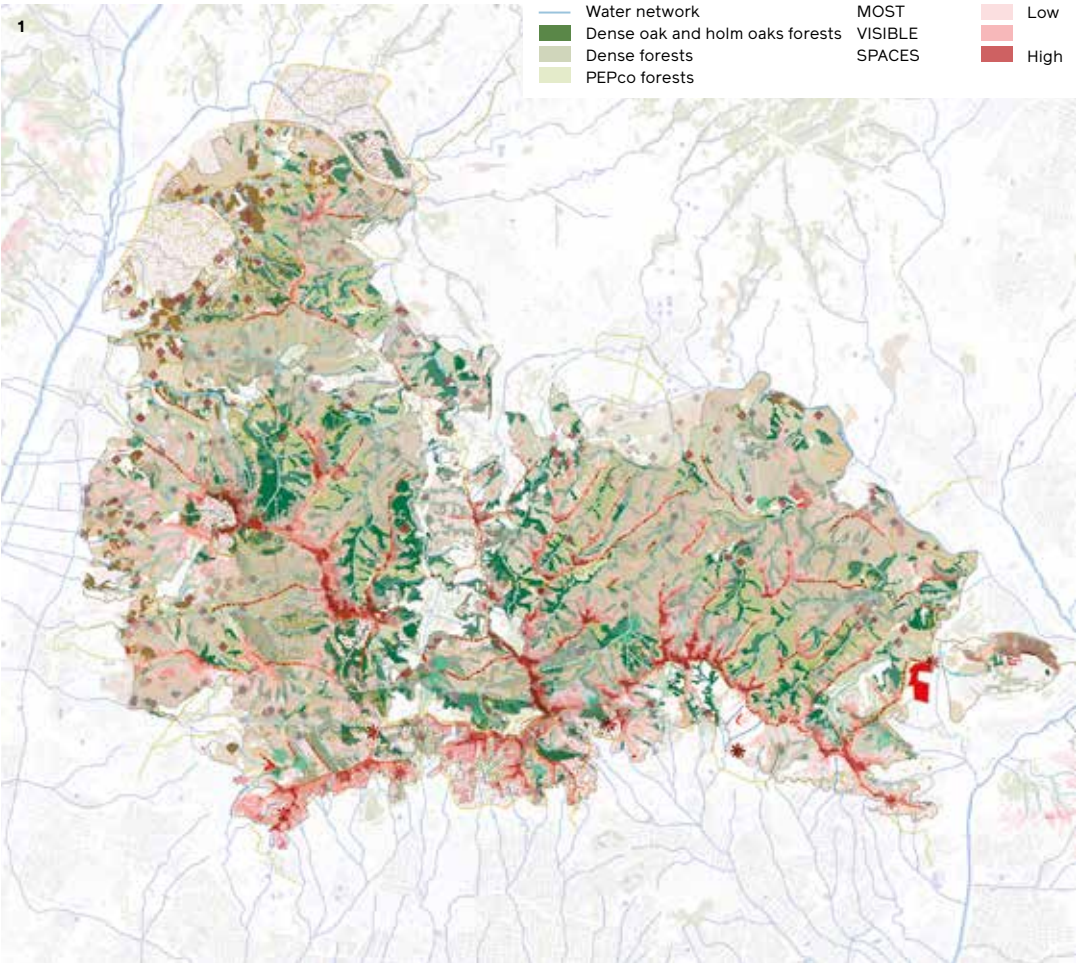 1
Water network
Dense oak and holm oaks forests
Dense forests
PEPco forests
MOST
VISIBLE
SPACES
Low
High